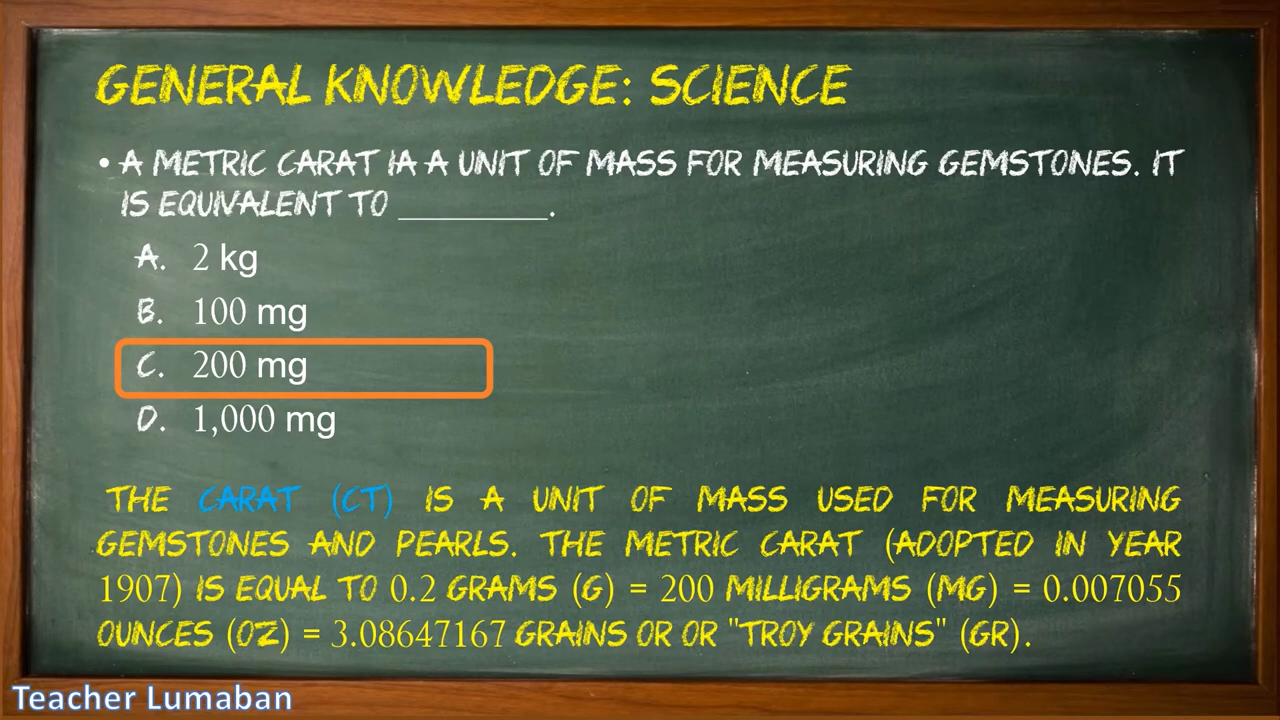 GENERAL KNOWLEDGE: SCIENCE
• A METRIC CARAT IA A UNIT OF MASS FOR MEASURING GEMSTONES. IT
IS EQUIVALENT TO _________.
A. 2 kg
B. 100 mg
C. 200 mg
D. 1,000 mg
THE CARAT (CT) IS A UNIT OF MASS USED FOR MEASURING
GEMSTONES AND PEARLS. THE METRIC CARAT (ADOPTED IN YEAR
1907) IS EQUAL TO 0.2 GRAMS (G) = 200 MILLIGRAMS (MG) = 0.007055
OUNCES (OZ) = 3.08647167 GRAINS OR OR "TROY GRAINS" (GR).
Teacher Lumaban